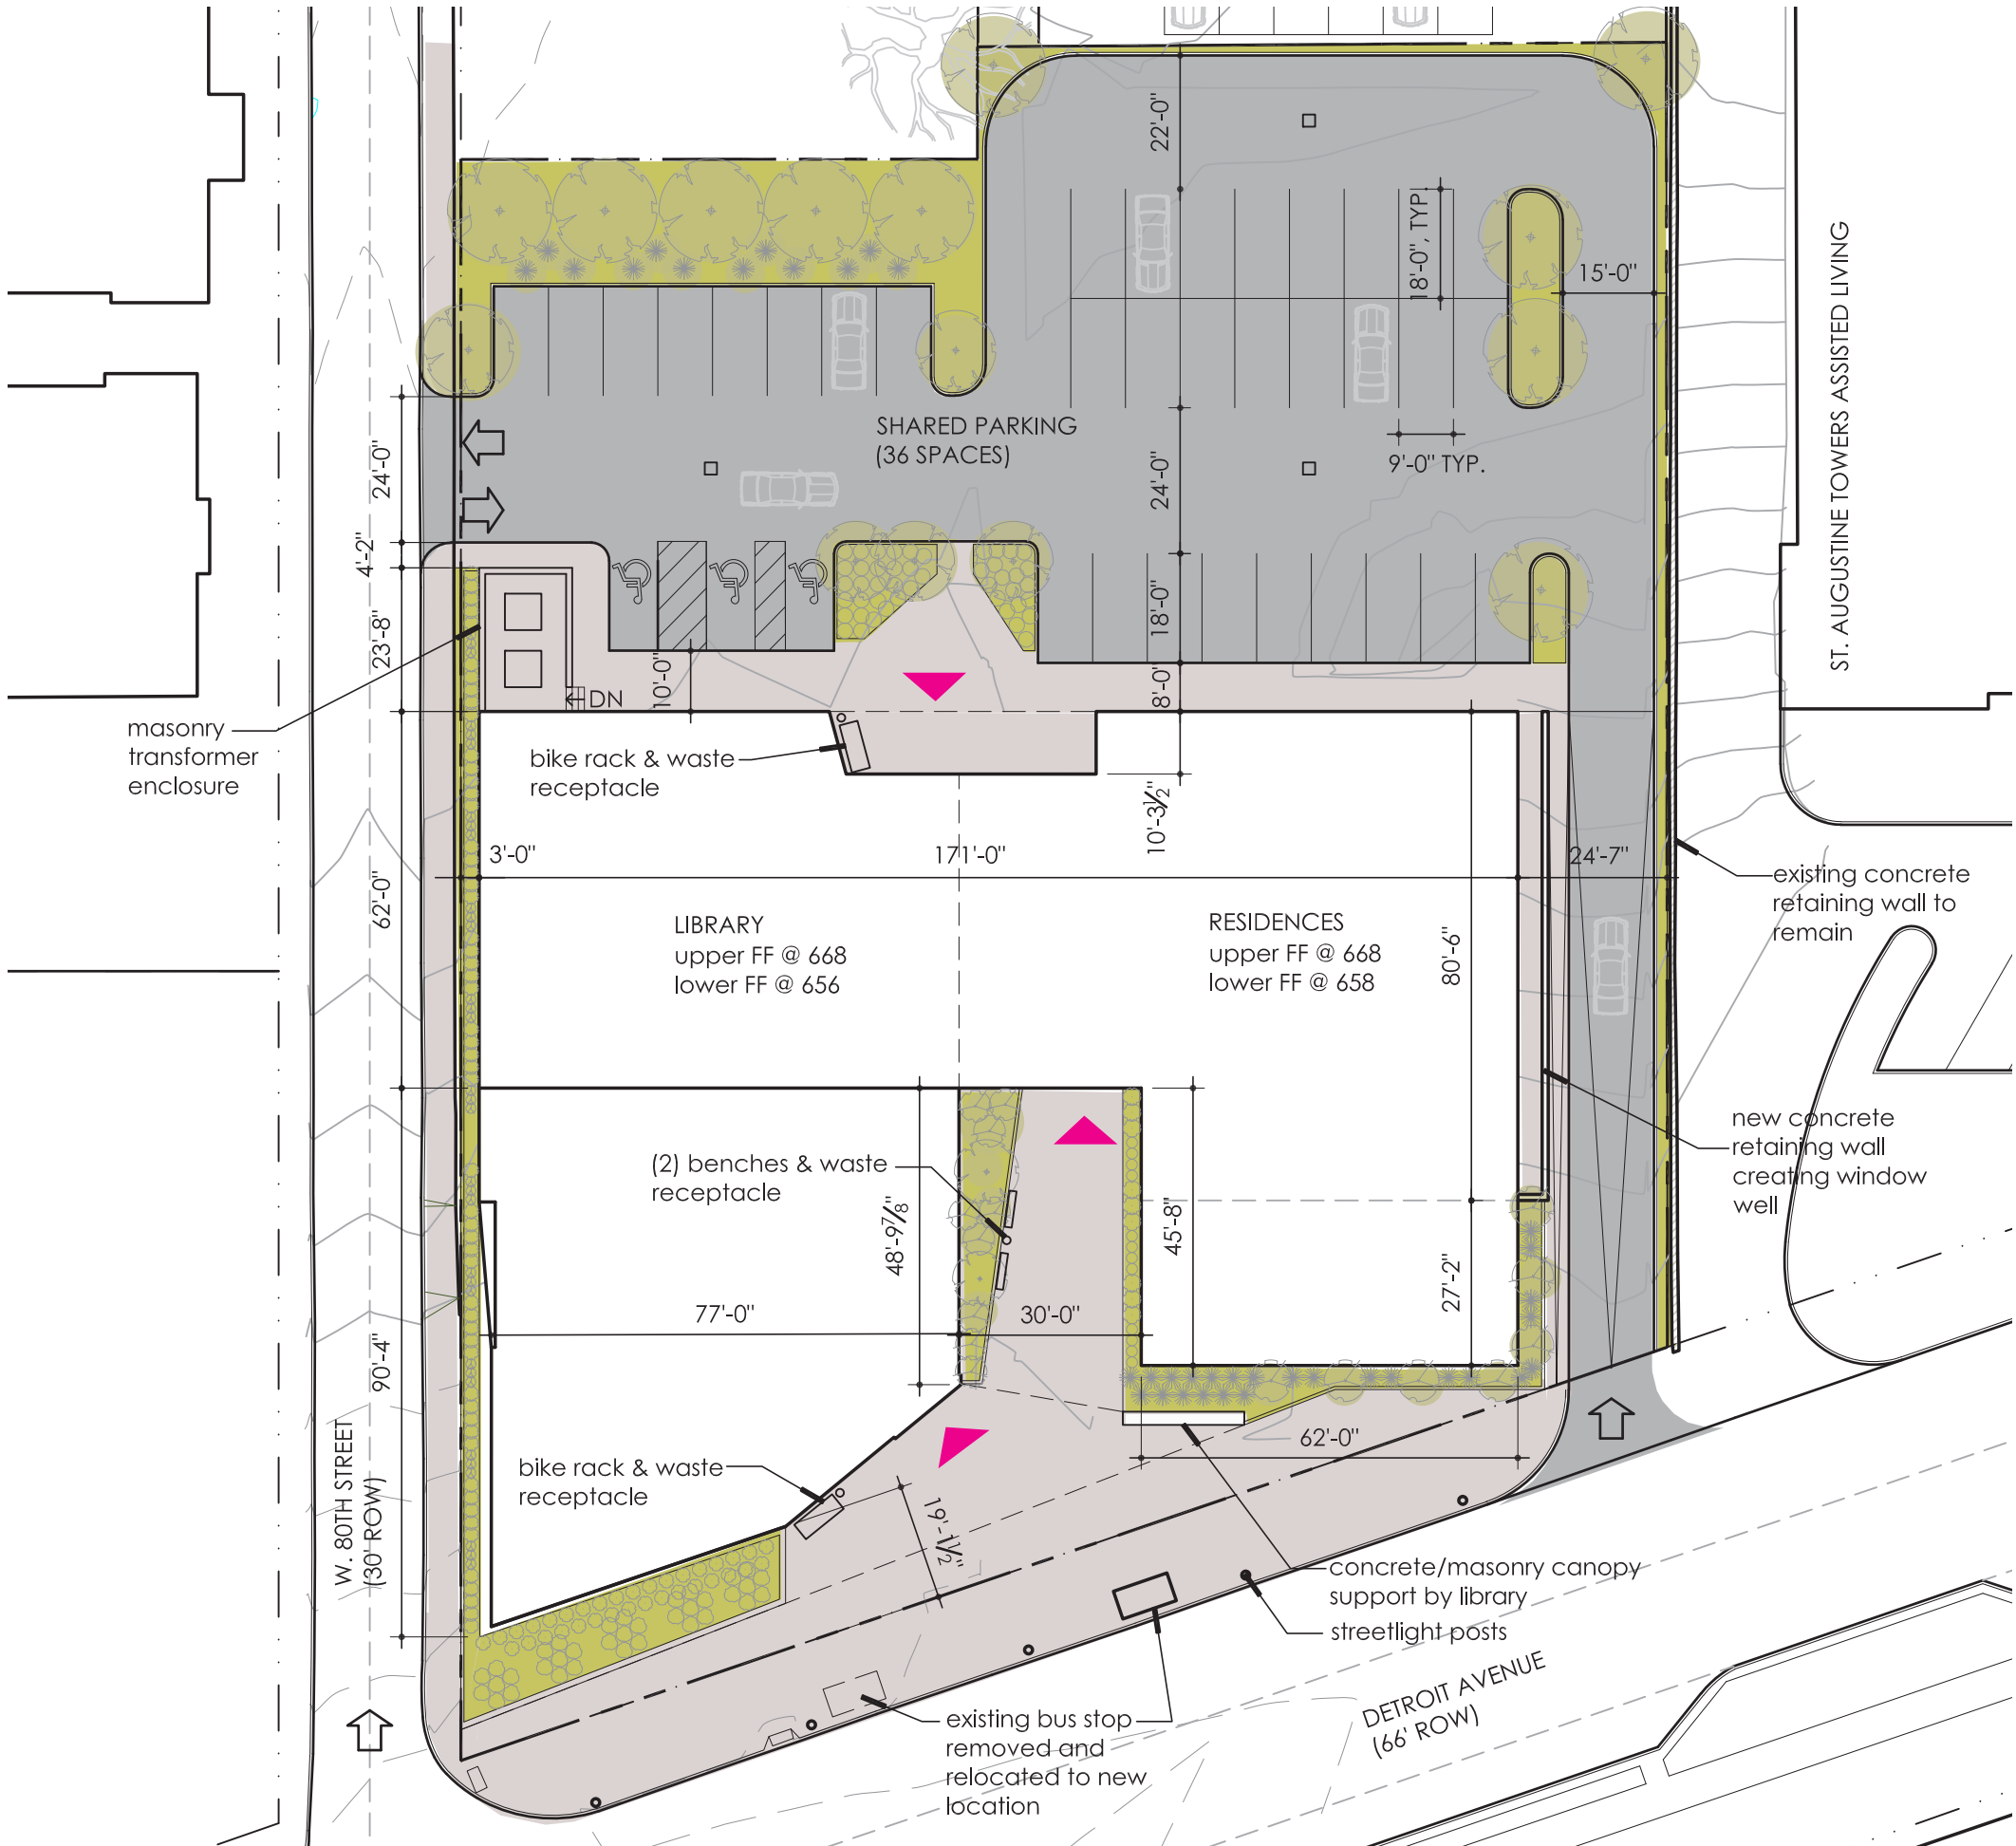 22'-0"
18'-0", TYP.
15'-0"
ST. AUGUSTINE TOWERS ASSISTED LIVING
SHARED PARKING
(36 SPACES)
24'-0"
24'-0"
9'-0" TYP.
4'-2"
23'-8"
18'-0"
10'-0"
8'-0"
DN
masonry
transformer
enclosure
bike rack & waste
receptacle
10'-3½"
3'-0"
171'-0"
24'-7"
existing concrete
retaining wall to
remain
62'-0"
LIBRARY
upper FF @ 668
lower FF @ 656
RESIDENCES
upper FF @ 668
lower FF @ 658
80'-6"
new concrete
retaining wall
creating window
well
(2) benches & waste
receptacle
48'-9⅞"
45'-8"
27'-2"
77'-0"
30'-0"
90'-4"
62'-0"
W. 80TH STREET
(30' ROW)
bike rack & waste
receptacle
19'-1½"
concrete/masonry canopy
support by library
streetlight posts
DETROIT AVENUE
(66' ROW)
existing bus stop
removed and
relocated to new
location